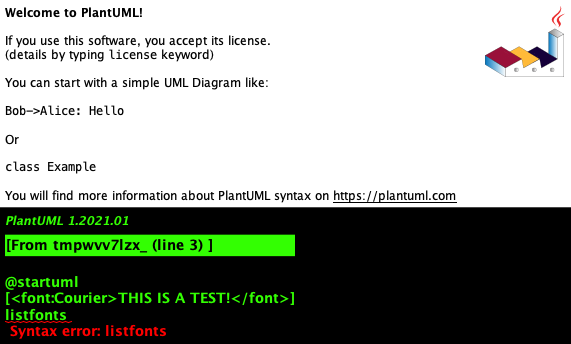 Welcome to PlantUML!
If you use this software, you accept its license.
(details by typing license keyword)
You can start with a simple UML Diagram like:
Bob->Alice: Hello
Or
class Example
You will find more information about PlantUML syntax on https://plantuml.com
PlantUML 1.2021.01
[From tmpwvv7lzx_ (line 3) ]
@startuml
[<font:Courier>THIS IS A TEST!</font>]
listfonts
Syntax error: listfonts